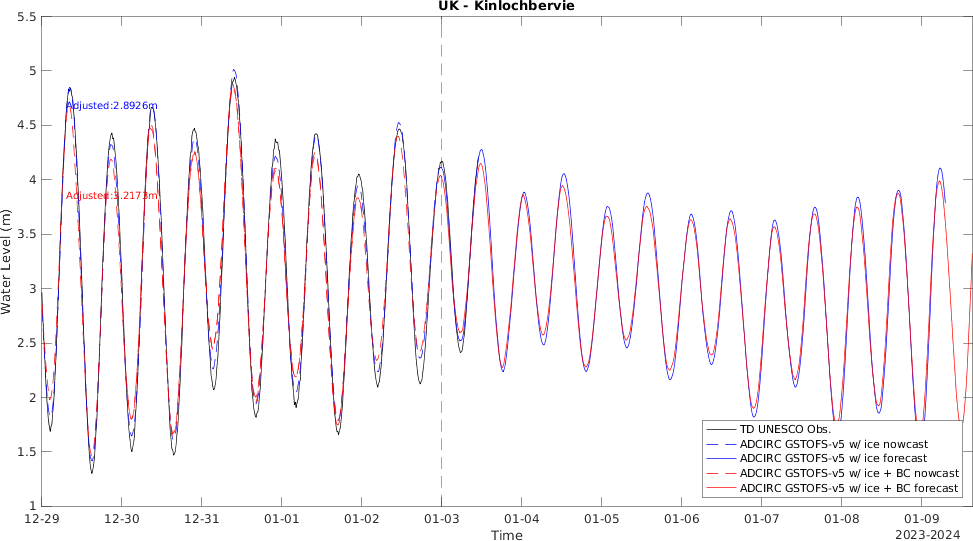 UK - Kinlochbervie
5.5
5
4.5
4
3.5
3
2.5
2
1.5
1
Water Level (m)
Adjusted:2.8926m
Adjusted:3.2173m
TD UNESCO Obs.
ADCIRC GSTOFS-v5 w/ ice nowcast
ADCIRC GSTOFS-v5 w/ ice forecast
ADCIRC GSTOFS-v5 w/ ice + BC nowcast
ADCIRC GSTOFS-v5 w/ ice + BC forecast
12-29 12-30 12-31 01-01 01-02 01-03 01-04 01-05 01-06 01-07 01-08 01-09
Time
2023-2024